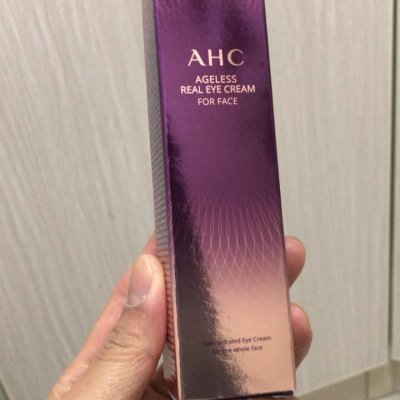 AHC
AGELESS
REAL EYE CREAM
FOR FACE
Concentrated Eye Cream
for the whole face